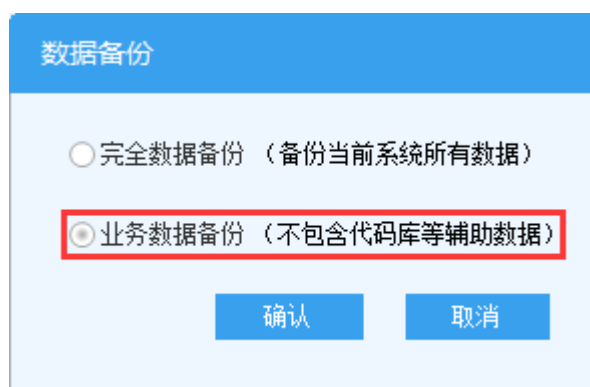 数据备份
完全数据备份 （备份当前系统所有数据）
业务数据备份 （不包含代码库等辅助数据）
确认 取消